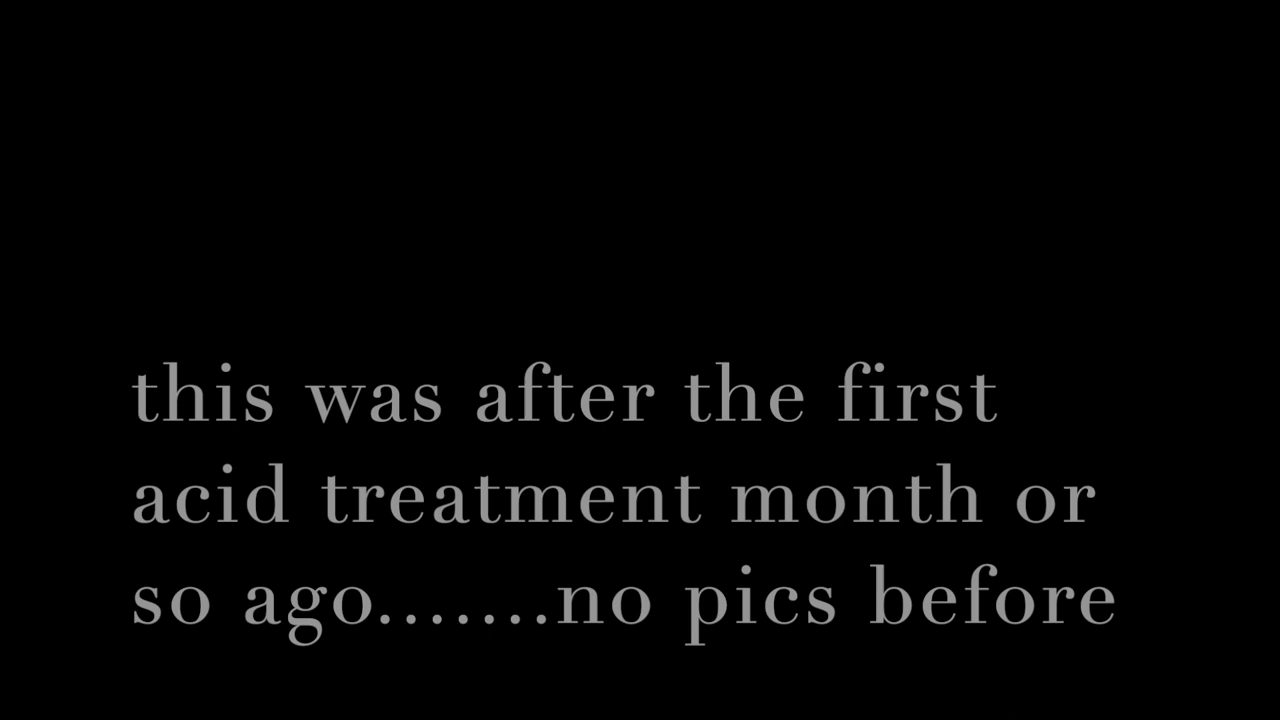 this was after the first
acid treatment month or
so ago.......no pics before